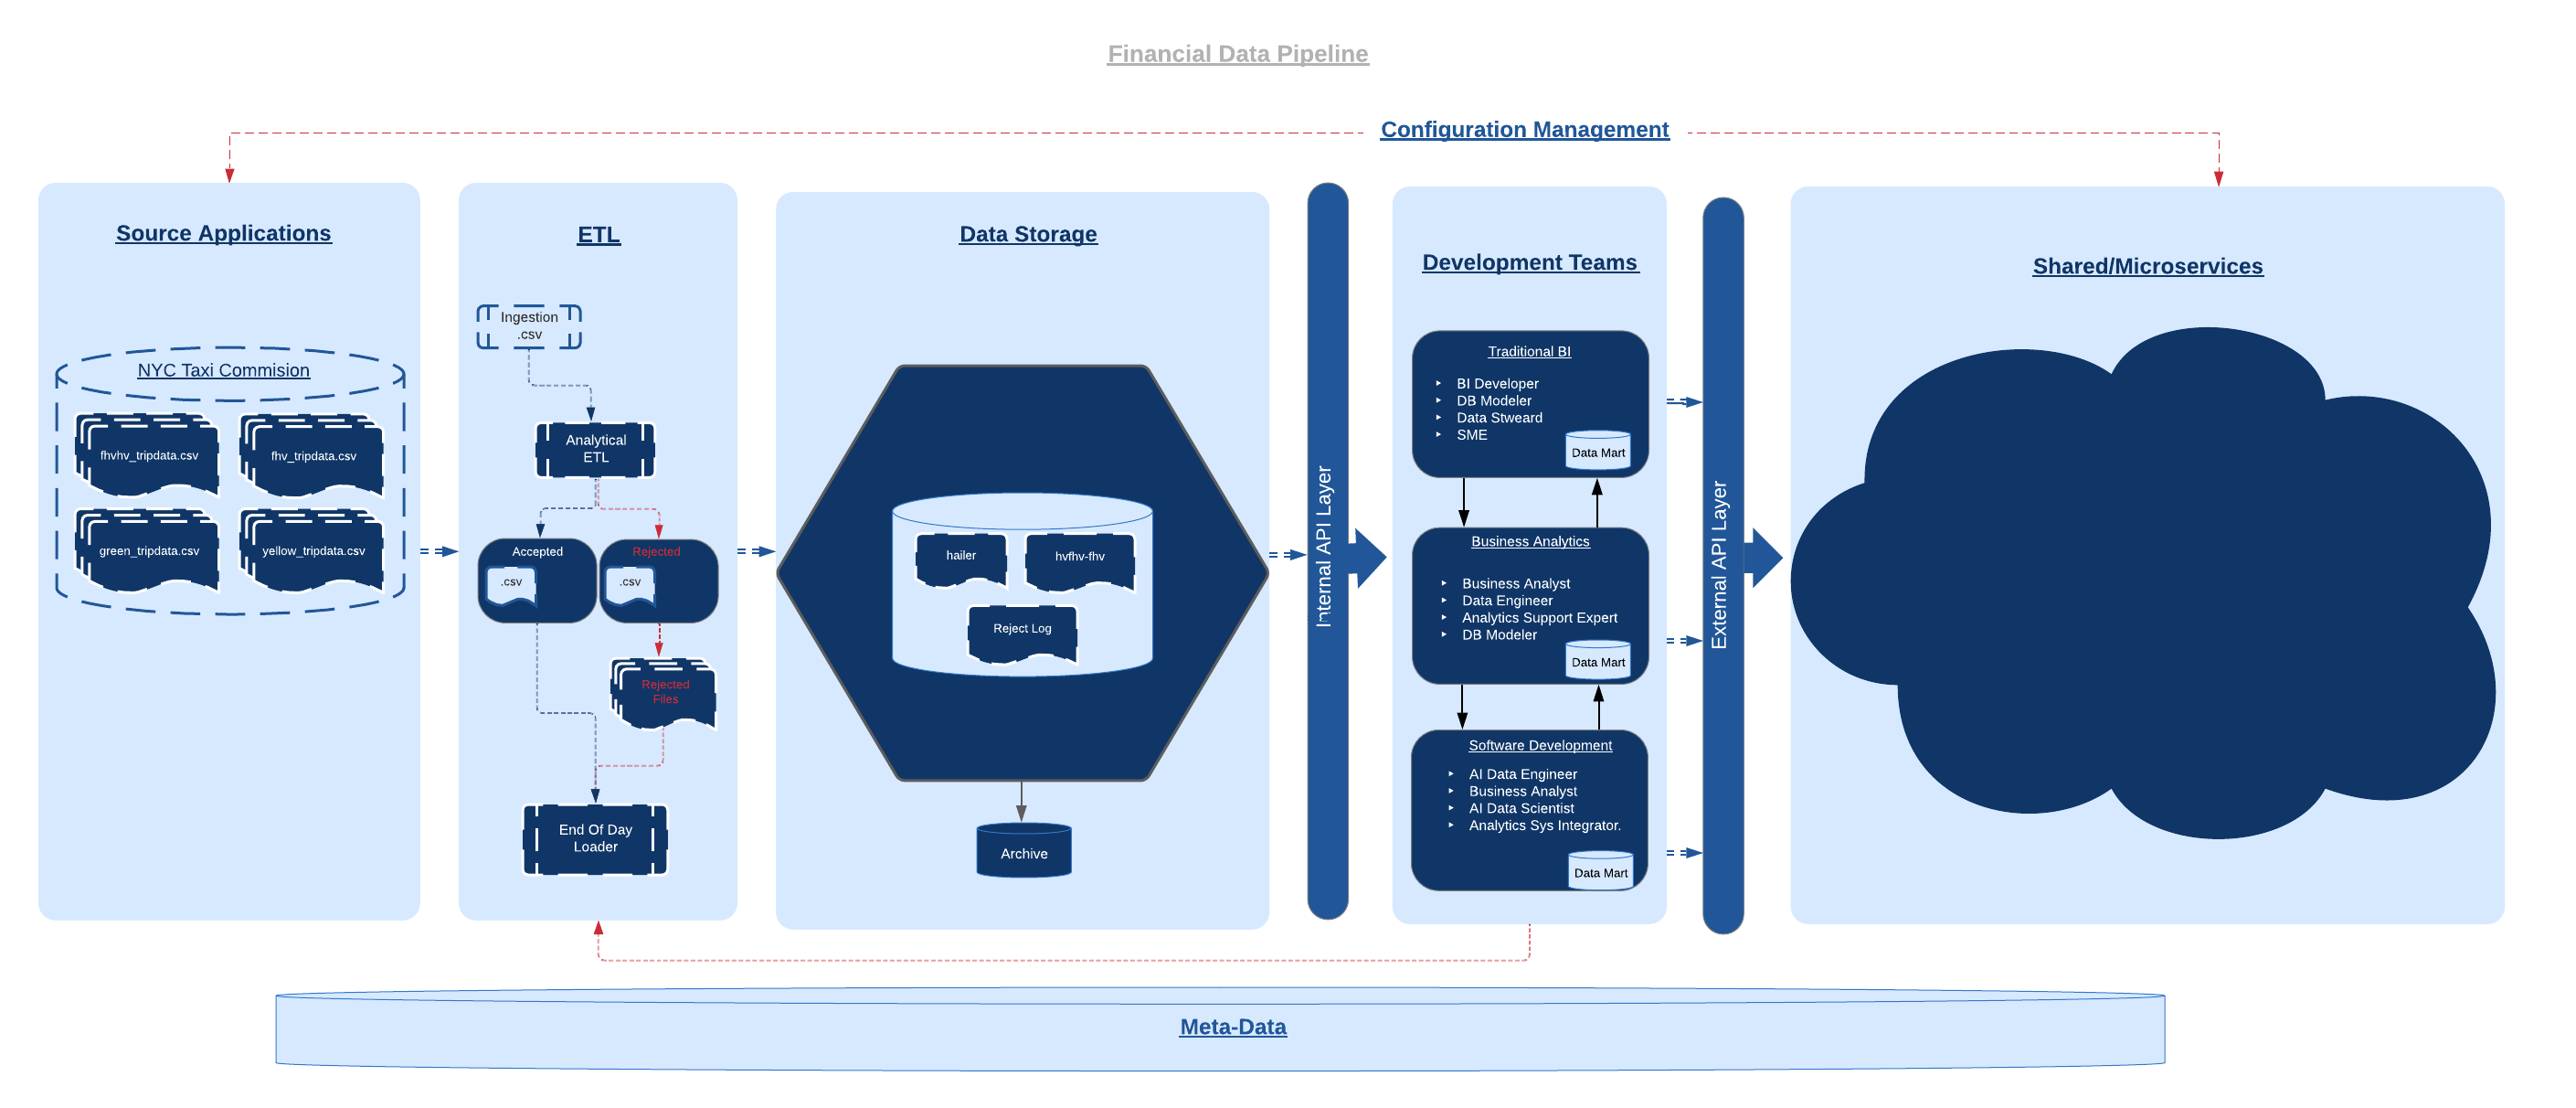 Financial Data Pipeline
Configuration Management
Source Applications
NYC Taxi Commision
fhvhv_tripdata.csv
fhv_tripdata.csv
green_tripdata.csv
yellow_tripdata.csv
ETL
Ingestion
.csv
Analytical
ETL
Accepted
.csv
Rejected
.csv
Rejected
Files
End Of Day
Loader
Data Storage
hailer
hvfhv-fhv
Reject Log
Archive
Internal API Layer
Development Teams
Traditional BI
BI Developer
DB Modeler
Data Stweard
SME
Data Mart
Business Analytics
Business Analyst
Data Engineer
Analytics Support Expert
DB Modeler
Data Mart
Software Development
AI Data Engineer
Business Analyst
AI Data Scientist
Analytics Sys Integrator.
Data Mart
External API Layer
Shared/Microservices
Meta-Data